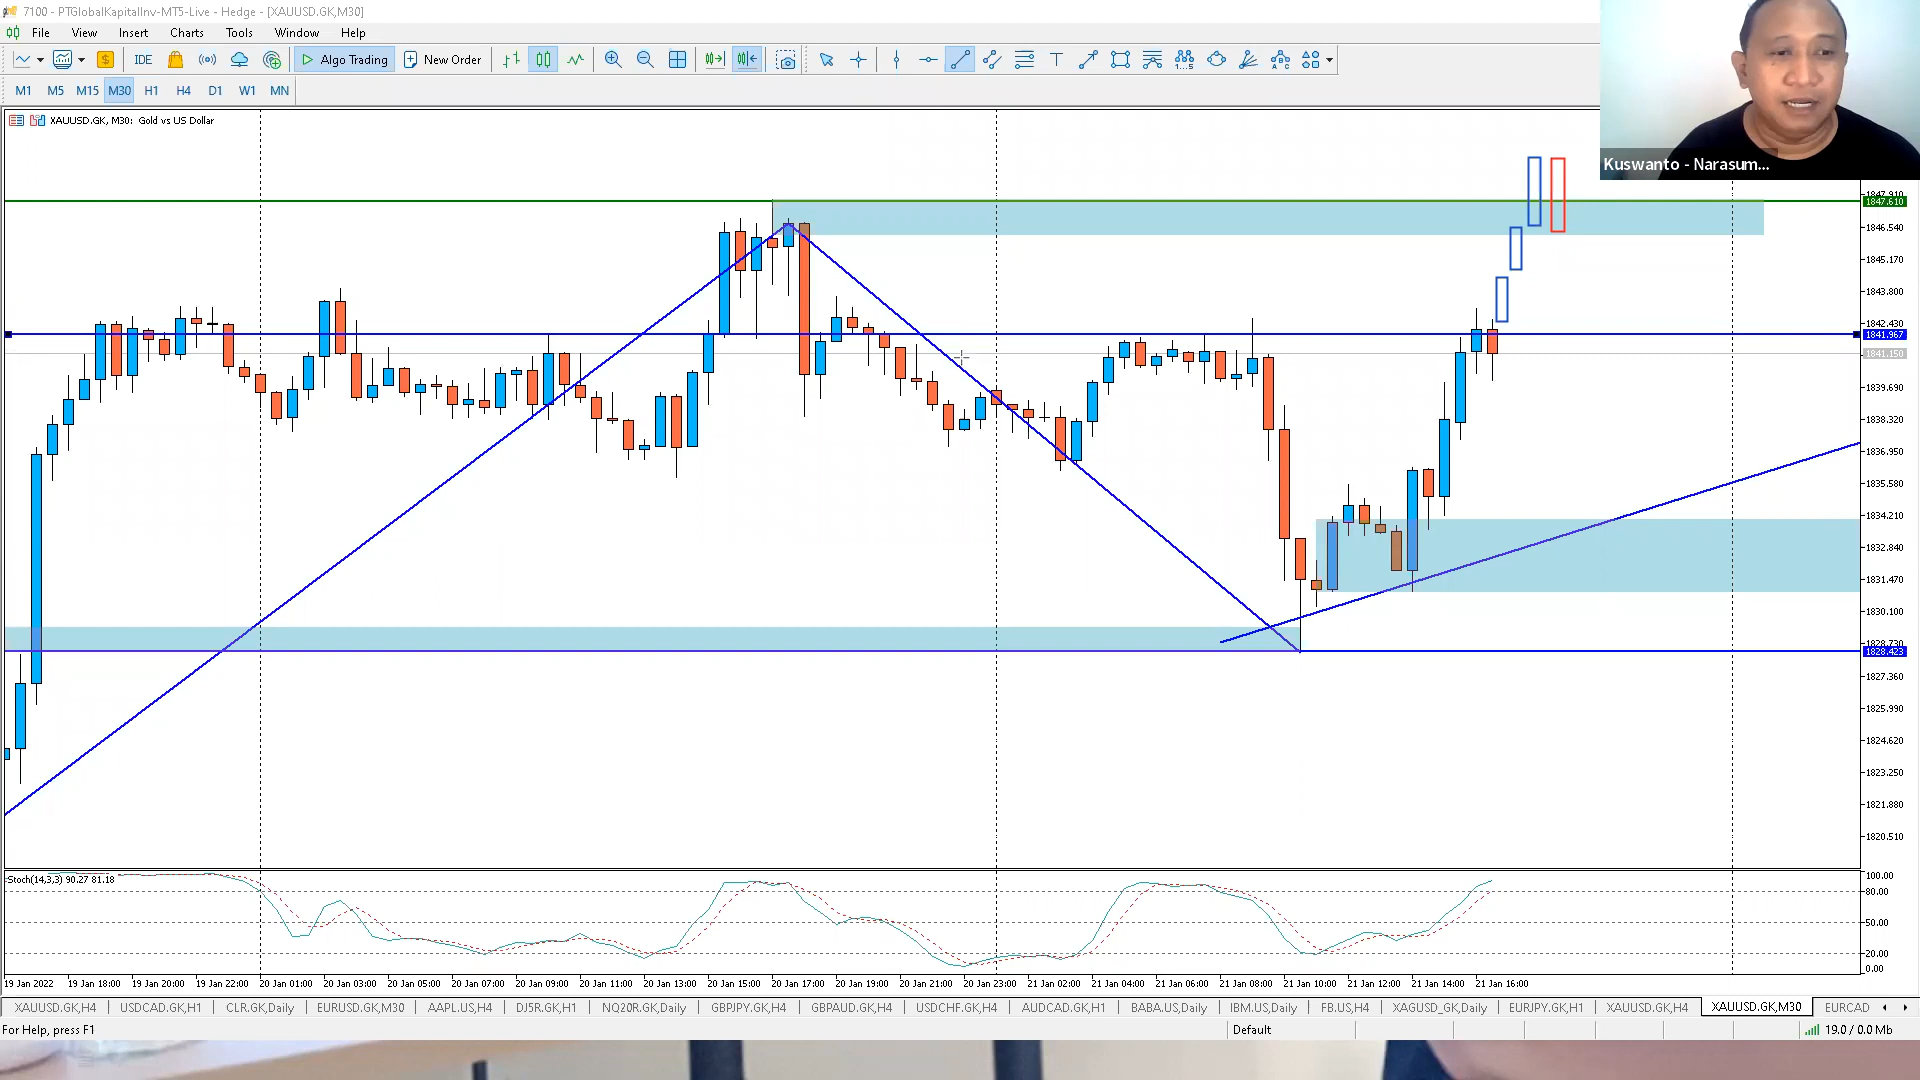 7100 - PTGlobalKapitalInv-MT5-Live - Hedge - [XAUUSD.GK,M30]
File View Insert Charts Tools Window Help
IDE Algo Trading New Order
M1 M5 M15 M30 H1 H4 D1 W1 MN
XAUUSD.GK, M30: Gold vs US Dollar
Kuswanto - Narasum...
1847.910
1847.610
1846.540
1845.170
1843.800
1842.430
1841.967
1841.150
1839.690
1838.320
1836.950
1835.580
1834.210
1832.840
1831.470
1830.100
1828.730
1828.423
1827.360
1825.990
1824.620
1823.250
1821.880
1820.510
Stoch(14,3,3) 90.27 81.18
100.00
80.00
50.00
20.00
0.00
19 Jan 2022 19 Jan 18:00 19 Jan 20:00 19 Jan 22:00 20 Jan 01:00 20 Jan 03:00 20 Jan 05:00 20 Jan 07:00 20 Jan 09:00 20 Jan 11:00 20 Jan 13:00 20 Jan 15:00 20 Jan 17:00 20 Jan 19:00 20 Jan 21:00 20 Jan 23:00 21 Jan 02:00 21 Jan 04:00 21 Jan 06:00 21 Jan 08:00 21 Jan 10:00 21 Jan 12:00 21 Jan 14:00 21 Jan 16:00
XAUUSD.GK,H4 USDCAD.GK,H1 CLR.GK,Daily EURUSD.GK,M30 AAPL.US,H4 DJ5R.GK,H1 NQ20R.GK,Daily GBPJPY.GK,H4 GBPAUD.GK,H4 USDCHF.GK,H4 AUDCAD.GK,H1 BABA.US,Daily IBM.US,Daily FB.US,H4 XAGUSD_GK,Daily EURJPY.GK,H1 XAUUSD.GK,H4 XAUUSD.GK,M30 EURCAD
For Help, press F1 Default 19.0 / 0.0 Mb